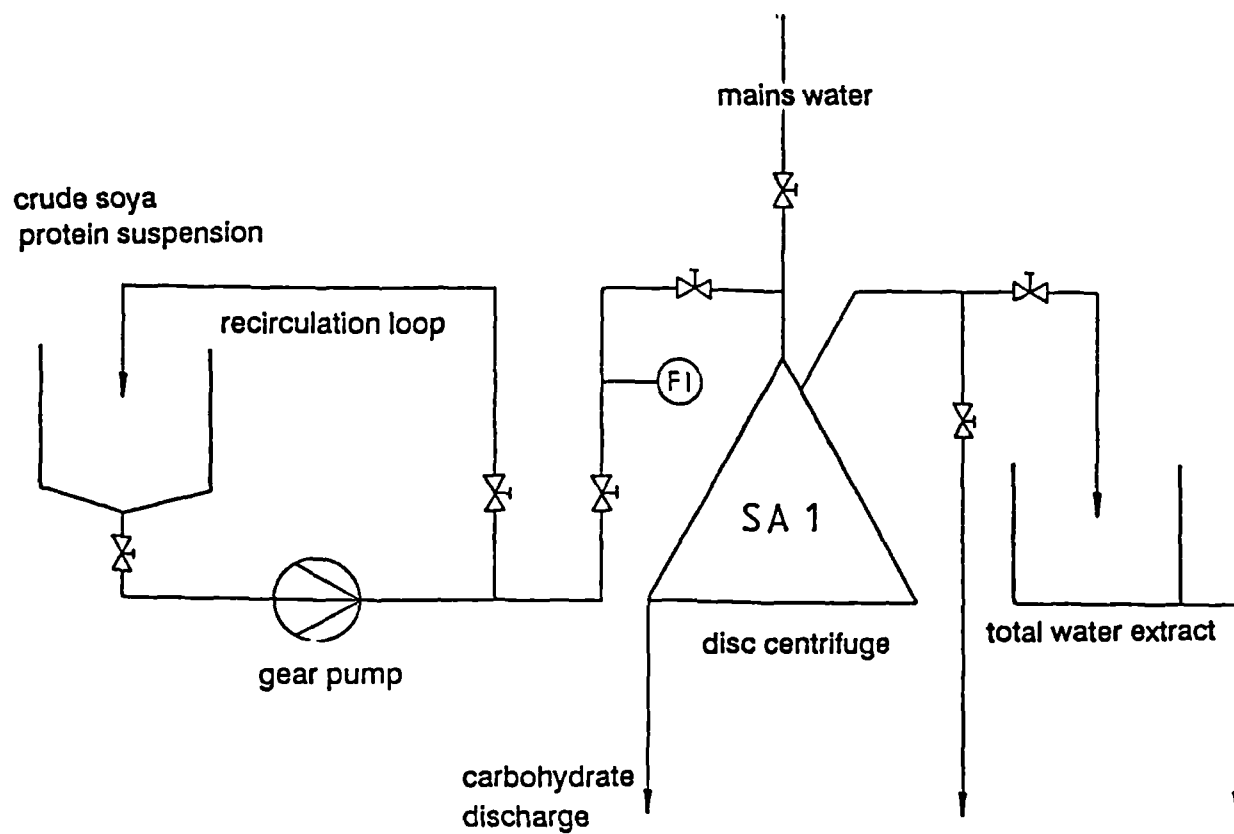 mains water
crude soya
protein suspension
recirculation loop
FI
SA 1
disc centrifuge
total water extract
gear pump
carbohydrate
discharge